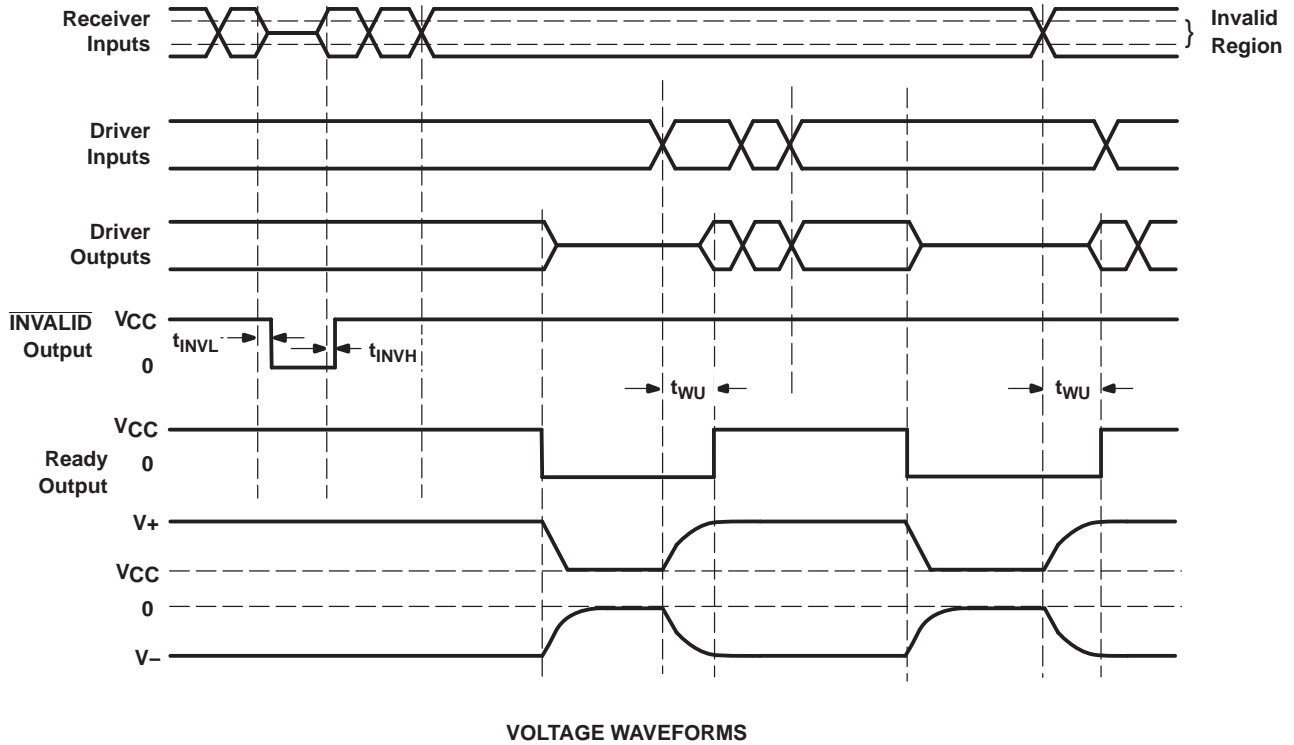 Receiver
Inputs
}
Invalid
Region
Driver
Inputs
Driver
Outputs
INVALID
Output
VCC
0
tINVL
tINVH
tWU
tWU
Ready
Output
VCC
0
V+
VCC
0
V–
VOLTAGE WAVEFORMS